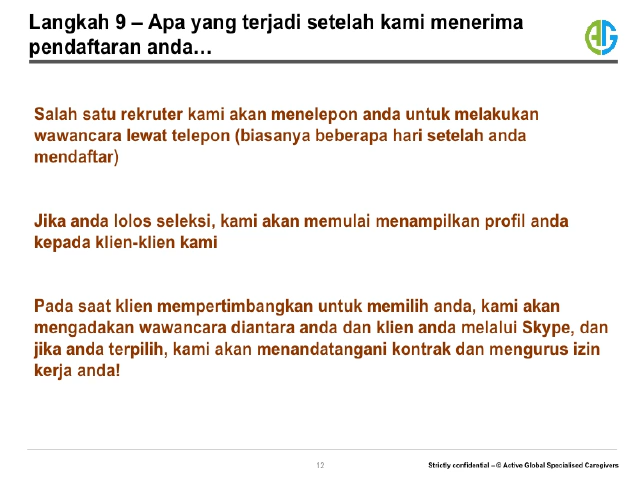 Langkah 9 – Apa yang terjadi setelah kami menerima
pendaftaran anda…
Salah satu rekruter kami akan menelepon anda untuk melakukan
wawancara lewat telepon (biasanya beberapa hari setelah anda
mendaftar)
Jika anda lolos seleksi, kami akan memulai menampilkan profil anda
kepada klien-klien kami
Pada saat klien mempertimbangkan untuk memilih anda, kami akan
mengadakan wawancara diantara anda dan klien anda melalui Skype, dan
jika anda terpilih, kami akan menandatangani kontrak dan mengurus izin
kerja anda!
12
Strictly confidential – © Active Global Specialised Caregivers